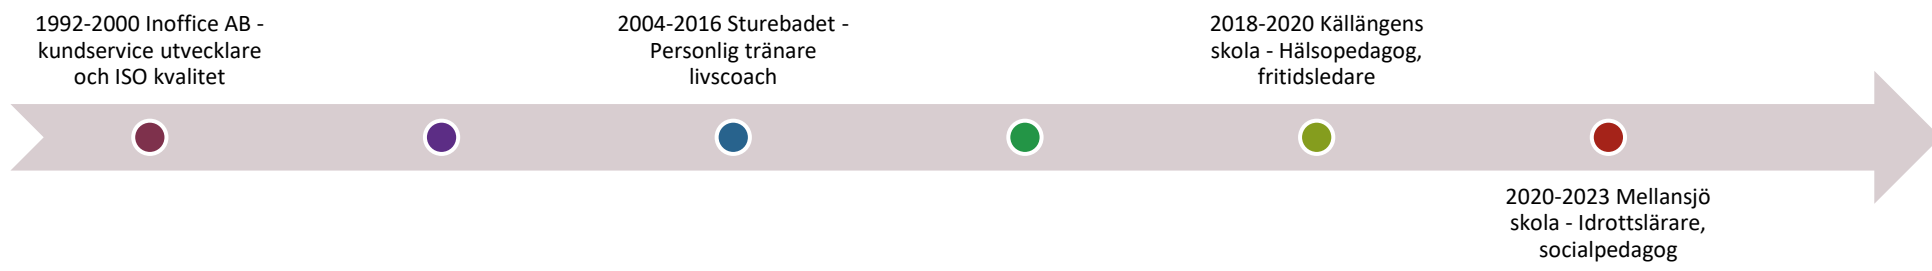 1992-2000 Inoffice AB -
kundservice utvecklare
och ISO kvalitet
2004-2016 Sturebadet -
Personlig tränare
livscoach
2018-2020 Källängens
skola - Hälsopedagog,
fritidsledare
2020-2023 Mellansjö
skola - Idrottslärare,
socialpedagog